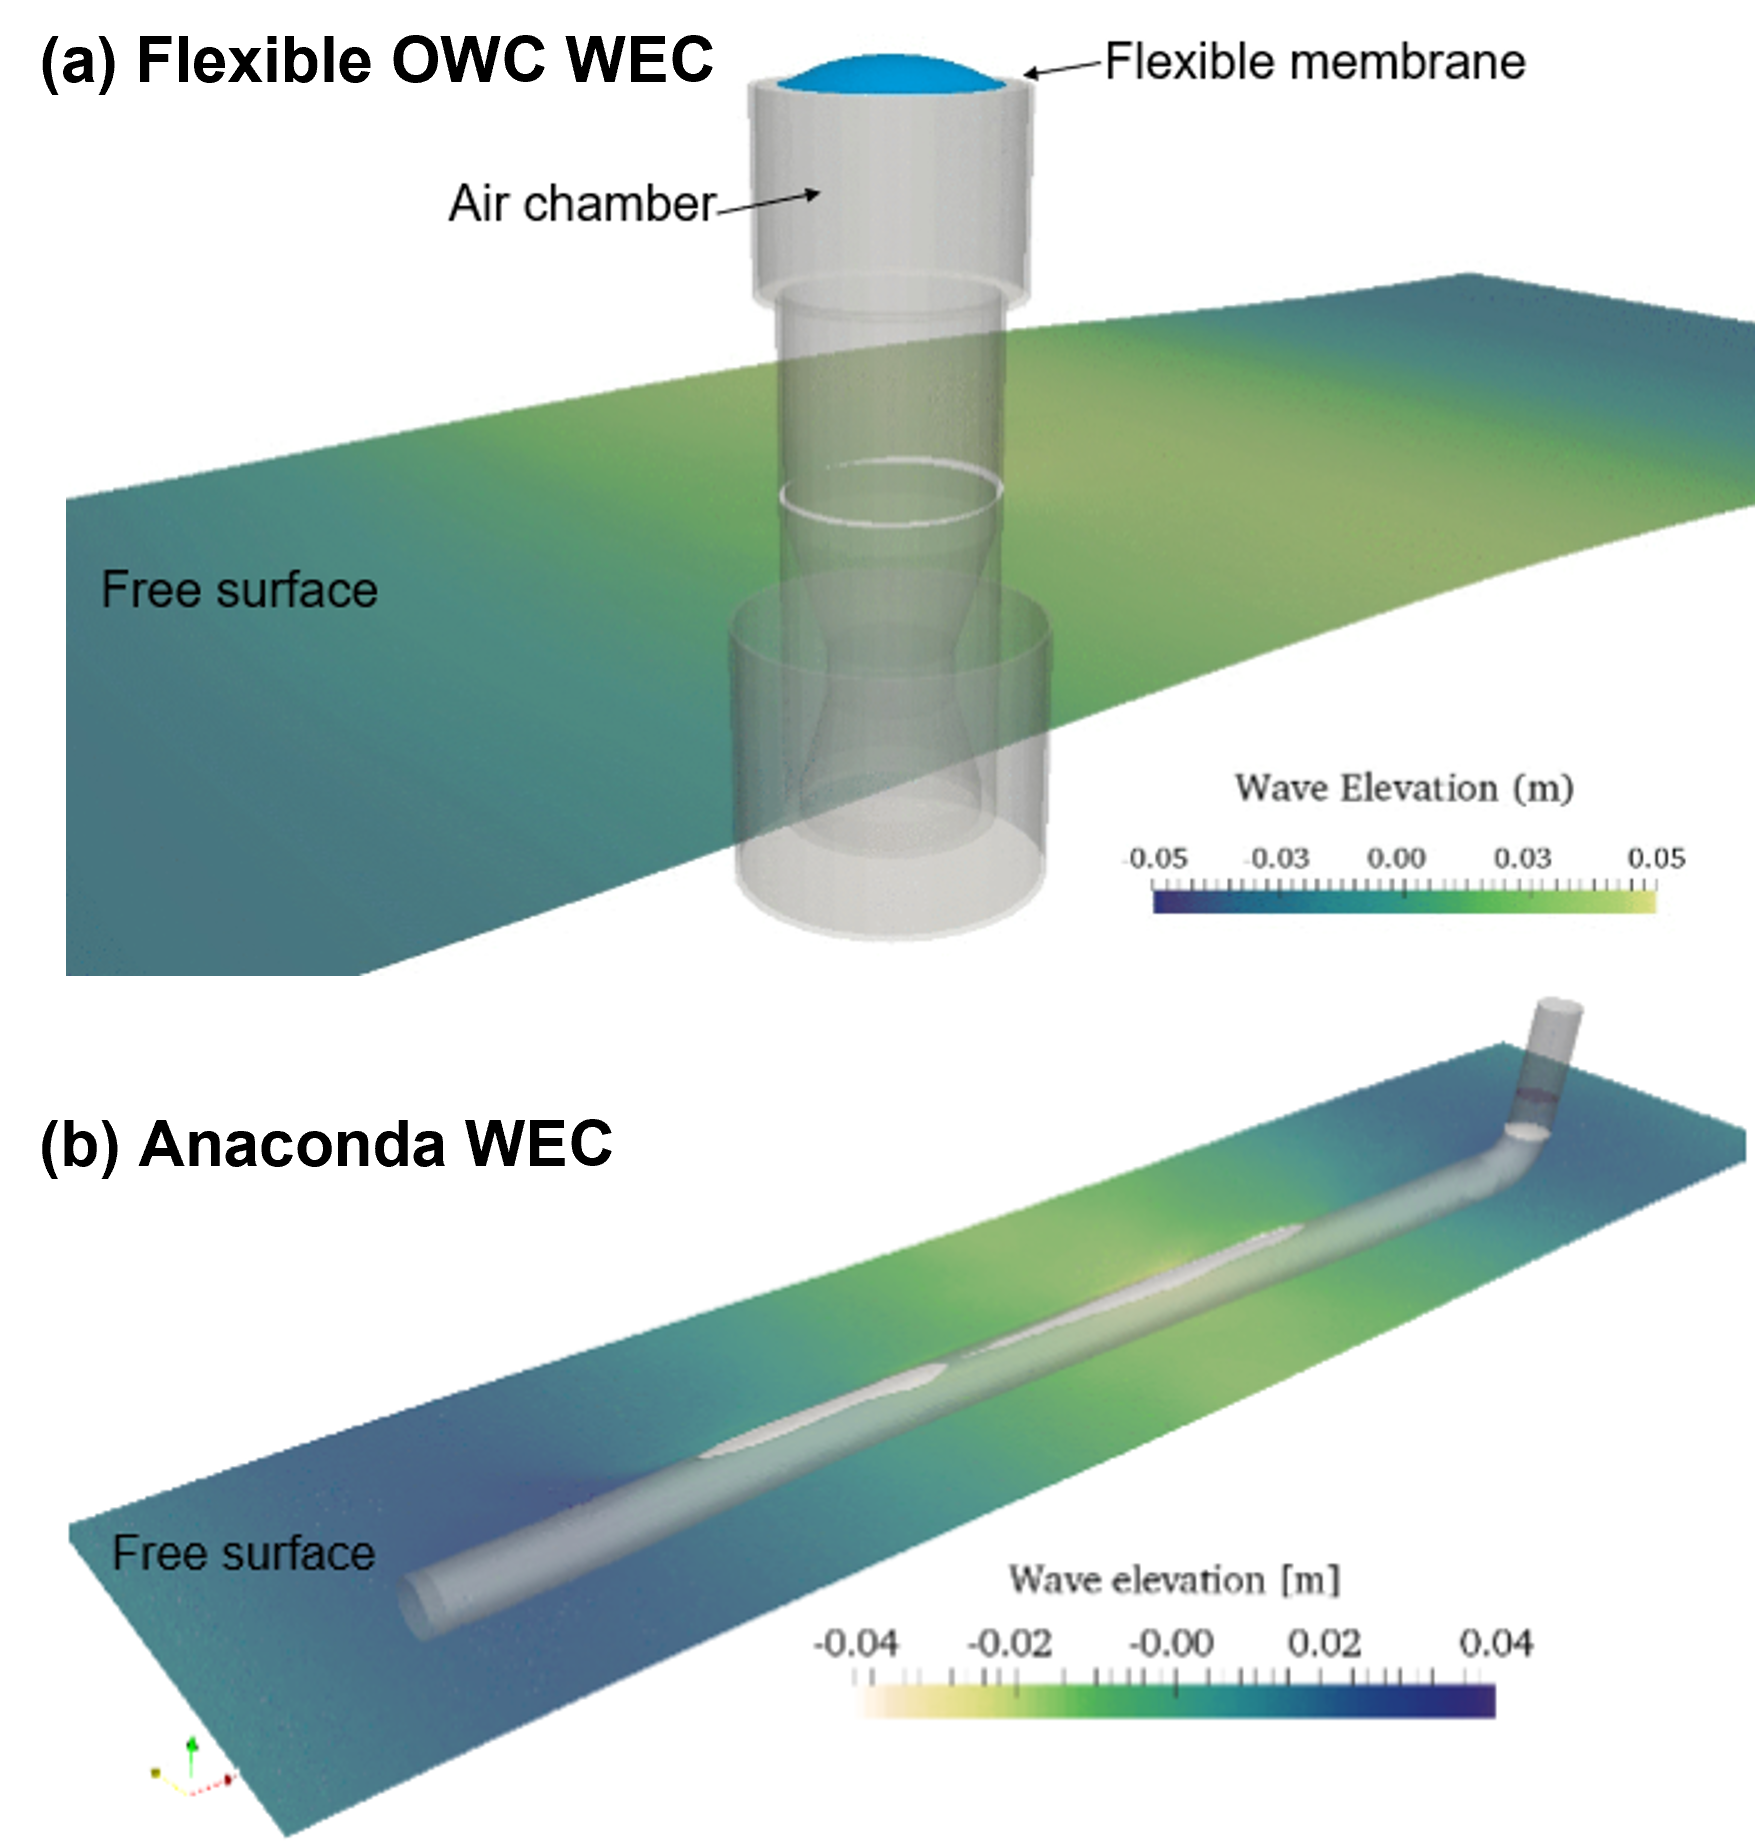 (a) Flexible OWC WEC
Flexible membrane
Air chamber
Free surface
Wave Elevation (m)
-0.05 -0.03 0.00 0.03 0.05
(b) Anaconda WEC
Free surface
Wave elevation [m]
-0.04 -0.02 -0.00 0.02 0.04